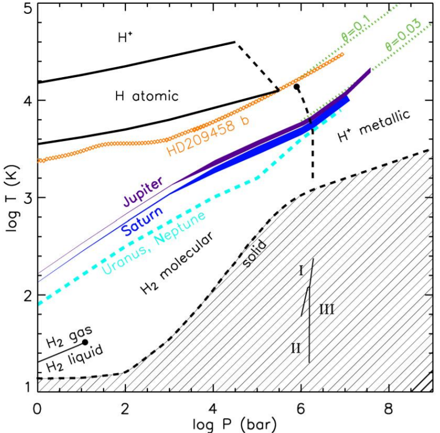 5
4
3
2
1
0
2
4
6
8
log T (K)
log P (bar)
H⁺
H atomic
θ=0.1
θ=0.03
HD209458 b
H⁺ metallic
Jupiter
Saturn
Uranus, Neptune
H₂ molecular
solid
I
III
II
H₂ gas
H₂ liquid